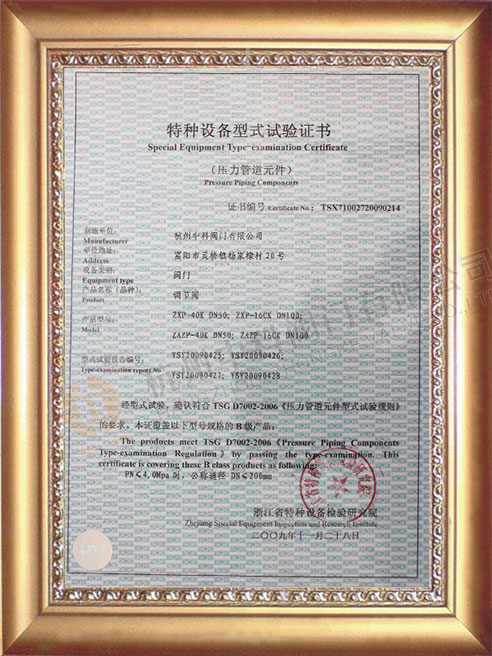 特种设备型式试验证书
Special Equipment Type-examination Certificate
（压力管道元件）
Pressure Piping Components
证书编号 Certificate No.: TSX71002720090214
制造单位: 杭州中科阀门有限公司
Manufacturer
单位地址: 富阳市灵桥镇杨家墩村20号
Address
设备类别: 阀门
Equipment type
产品名称(品种): 调节阀
Product
产品型号: ZXP-40K DN50; ZXP-16CK DN100;
Model ZAZP-40K DN50; ZAZP-16CK DN100
型式试验报告编号: YSY20090425; YSY20090426;
Type-examination report No YSY20090427; YSY20090428
经型式试验，确认符合 TSG D7002-2006《压力管道元件型式试验规则》
的要求。本证覆盖以下型号规格的 B 级产品：
The products meet TSG D7002-2006《Pressure Piping Components
Type-examination Regulation》by passing the type-examination. This
certificate is covering these B class products as following:
PN≤4.0Mpa 时，公称通径 DN≤200mm
浙江省特种设备检验研究院
Zhejiang Special Equipment Inspection and Research Institute
二〇〇九年十一月二十八日